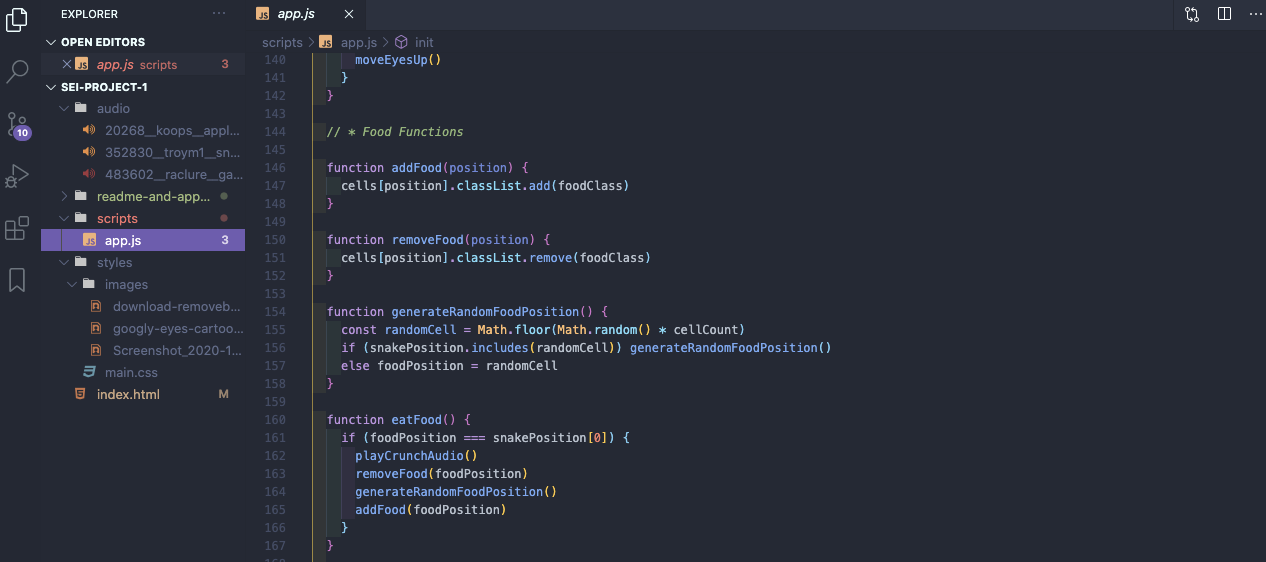 EXPLORER
···
OPEN EDITORS
app.js scripts 3
SEI-PROJECT-1
audio
20268__koops__appl...
352830__troym1__sn...
483602__raclure__ga...
readme-and-app...
scripts
app.js 3
styles
images
download-removeb...
googly-eyes-cartoo...
Screenshot_2020-1...
main.css
index.html M
10
JS app.js
scripts > JS app.js > init
140 moveEyesUp()
141 }
142 }
143
144 // * Food Functions
145
146 function addFood(position) {
147 cells[position].classList.add(foodClass)
148 }
149
150 function removeFood(position) {
151 cells[position].classList.remove(foodClass)
152 }
153
154 function generateRandomFoodPosition() {
155 const randomCell = Math.floor(Math.random() * cellCount)
156 if (snakePosition.includes(randomCell)) generateRandomFoodPosition()
157 else foodPosition = randomCell
158 }
159
160 function eatFood() {
161 if (foodPosition === snakePosition[0]) {
162 playCrunchAudio()
163 removeFood(foodPosition)
164 generateRandomFoodPosition()
165 addFood(foodPosition)
166 }
167 }